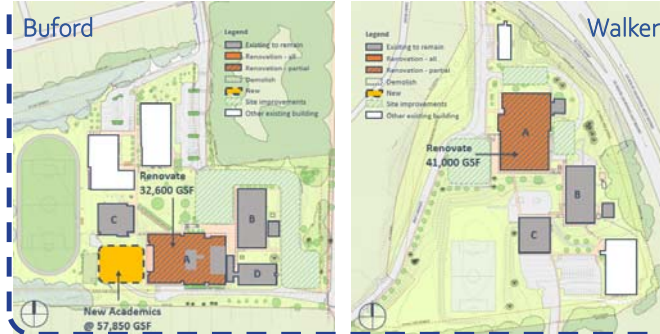 Buford
Legend
Existing to remain
Renovation - all
Renovation - partial
Demolish
New
Site improvements
Other existing building
Renovate
32,600 GSF
C
B
A
D
New Academics
@ 57,850 GSF
Walker
Legend
Existing to remain
Renovation - all
Renovation - partial
Demolish
New
Site improvements
Other existing building
A
Renovate
41,000 GSF
B
C